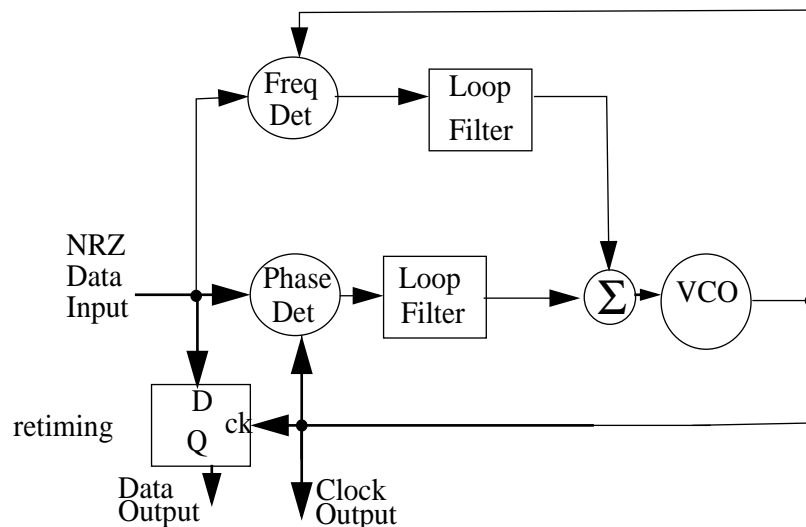 Freq
Det
Loop
Filter
NRZ
Data
Input
Phase
Det
Loop
Filter
Σ
VCO
D
Q
ck
retiming
Data
Output
Clock
Output